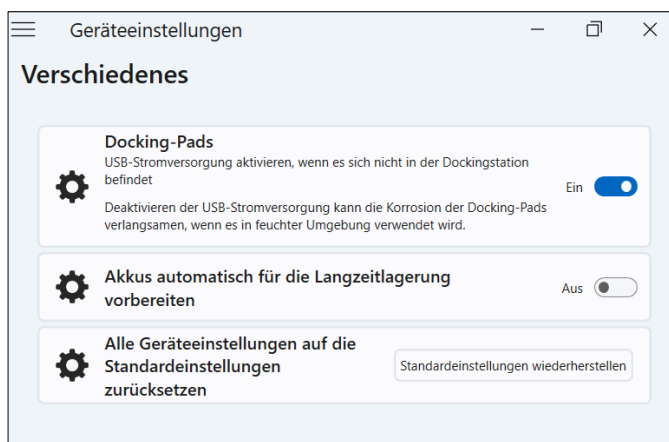 Geräteeinstellungen
Verschiedenes
Docking-Pads
USB-Stromversorgung aktivieren, wenn es sich nicht in der Dockingstation
befindet
Ein
Deaktivieren der USB-Stromversorgung kann die Korrosion der Docking-Pads
verlangsamen, wenn es in feuchter Umgebung verwendet wird.
Akkus automatisch für die Langzeitlagerung
vorbereiten
Aus
Alle Geräteeinstellungen auf die
Standardeinstellungen
zurücksetzen
Standardeinstellungen wiederherstellen